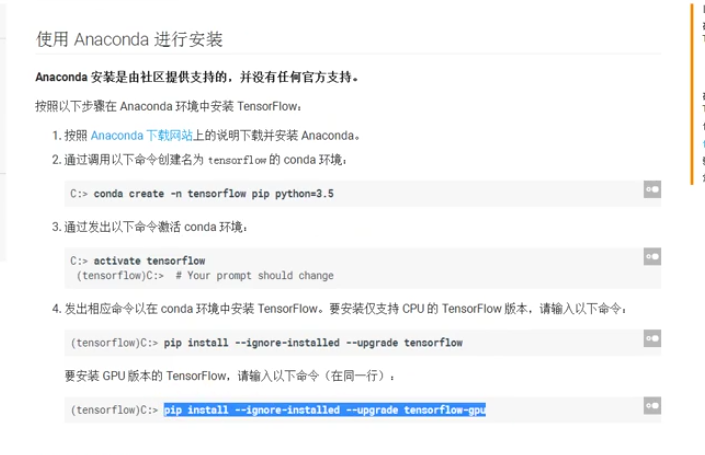 使用 Anaconda 进行安装
Anaconda 安装是由社区提供支持的，并没有任何官方支持。
按照以下步骤在 Anaconda 环境中安装 TensorFlow：
1. 按照 Anaconda 下载网站上的说明下载并安装 Anaconda。
2. 通过调用以下命令创建名为 tensorflow 的 conda 环境：
C:> conda create -n tensorflow pip python=3.5
3. 通过发出以下命令激活 conda 环境：
C:> activate tensorflow
(tensorflow)C:> # Your prompt should change
4. 发出相应命令以在 conda 环境中安装 TensorFlow。要安装仅支持 CPU 的 TensorFlow 版本，请输入以下命令：
(tensorflow)C:> pip install --ignore-installed --upgrade tensorflow
要安装 GPU 版本的 TensorFlow，请输入以下命令（在同一行）：
(tensorflow)C:> pip install --ignore-installed --upgrade tensorflow-gpu